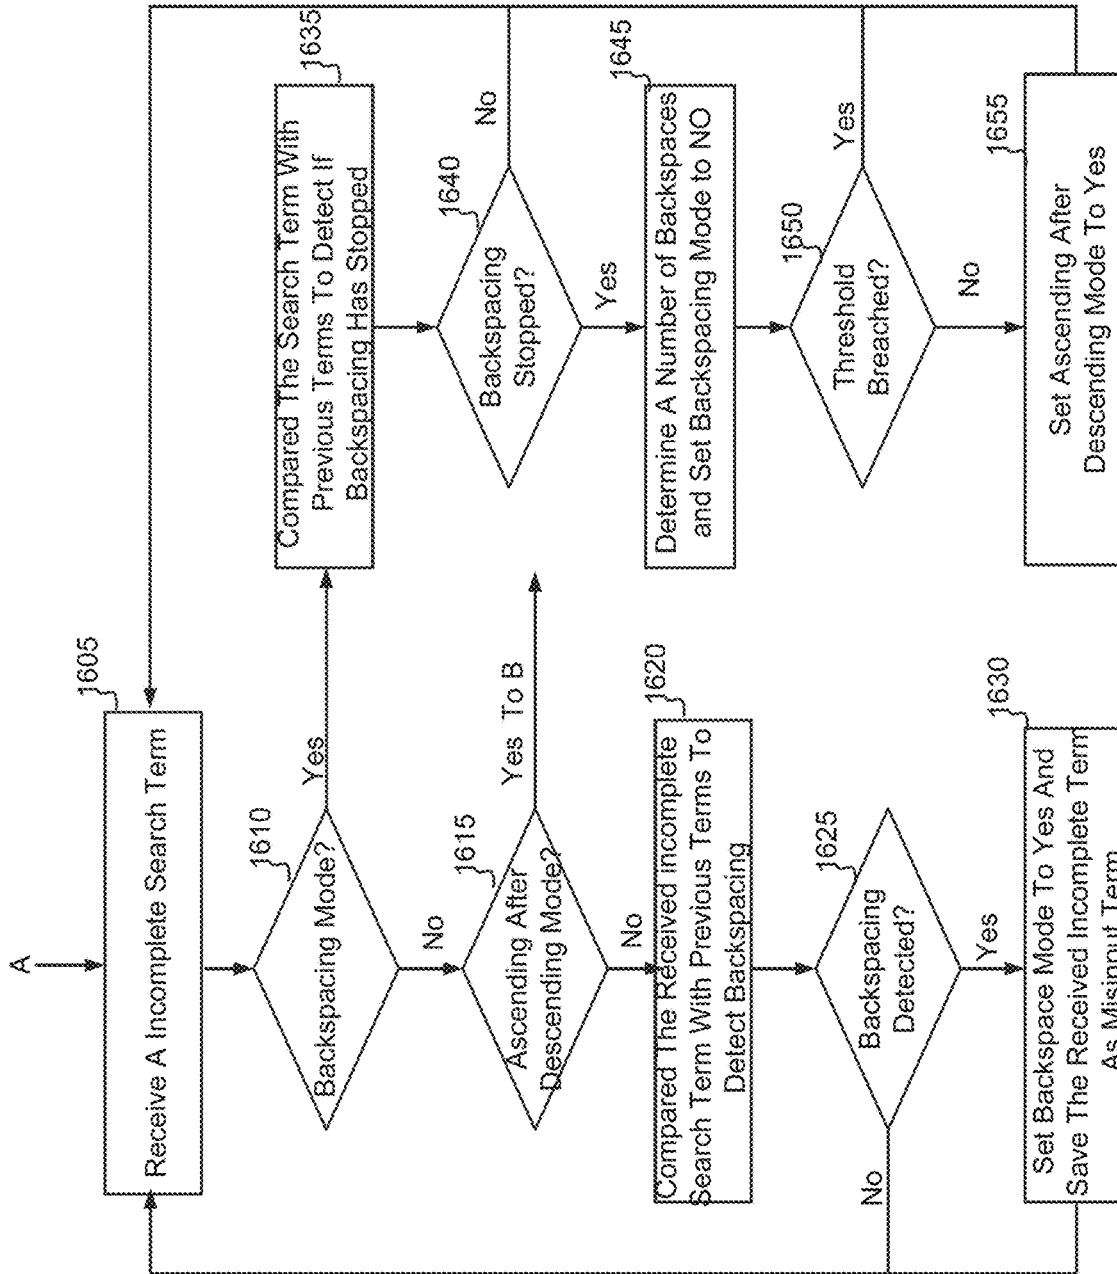 A
1605
Receive A Incomplete Search Term
1610
Backspacing Mode?
Yes
No
1615
Ascending After
Descending Mode?
Yes To B
No
1620
Compared The Received incomplete
Search Term With Previous Terms To
Detect Backspacing
1625
Backspacing
Detected?
No
Yes
1630
Set Backspace Mode To Yes And
Save The Received Incomplete Term
As Misinput Term
1635
Compared The Search Term With
Previous Terms To Detect If
Backspacing Has Stopped
1640
Backspacing
Stopped?
No
Yes
1645
Determine A Number of Backspaces
and Set Backspacing Mode to NO
1650
Threshold
Breached?
Yes
No
1655
Set Ascending After
Descending Mode To Yes